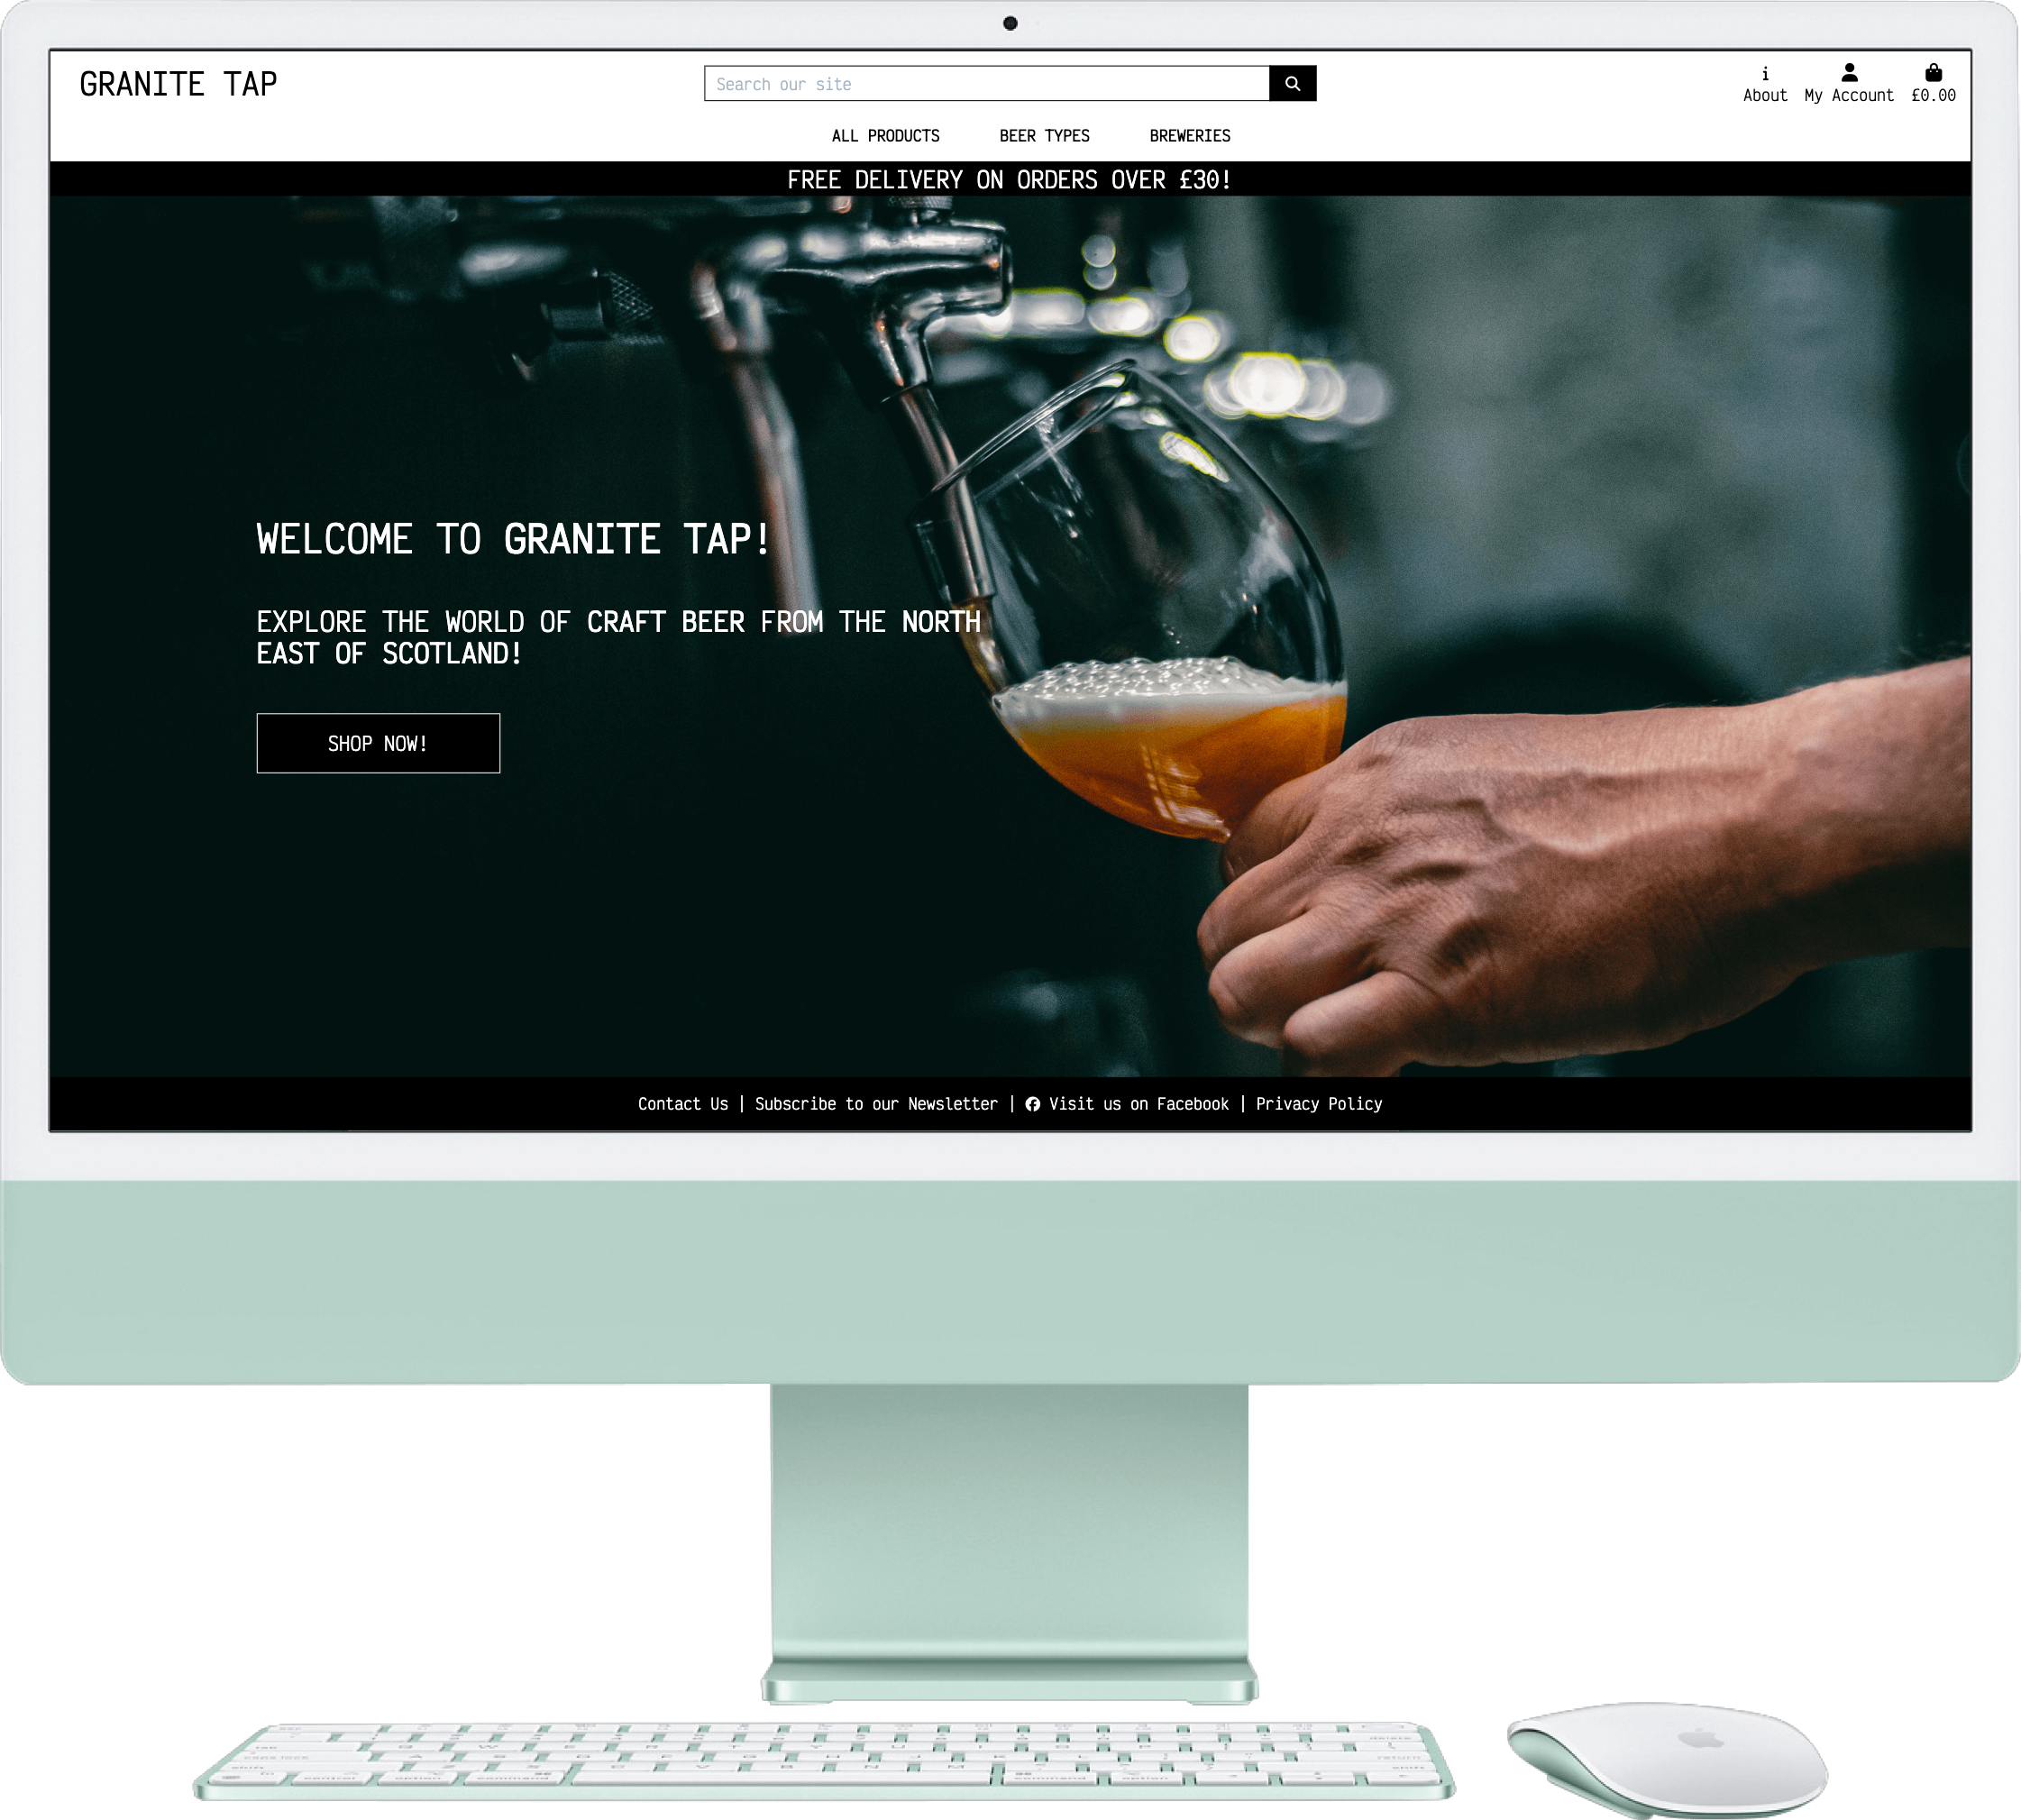 GRANITE TAP
Search our site
i
About
My Account
£0.00
ALL PRODUCTS
BEER TYPES
BREWERIES
FREE DELIVERY ON ORDERS OVER £30!
WELCOME TO GRANITE TAP!
EXPLORE THE WORLD OF CRAFT BEER FROM THE NORTH
EAST OF SCOTLAND!
SHOP NOW!
Contact Us | Subscribe to our Newsletter | Visit us on Facebook | Privacy Policy